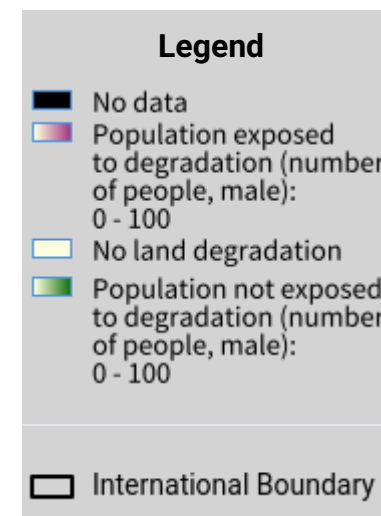 Legend
No data
Population exposed
to degradation (number
of people, male):
0 - 100
No land degradation
Population not exposed
to degradation (number
of people, male):
0 - 100
International Boundary